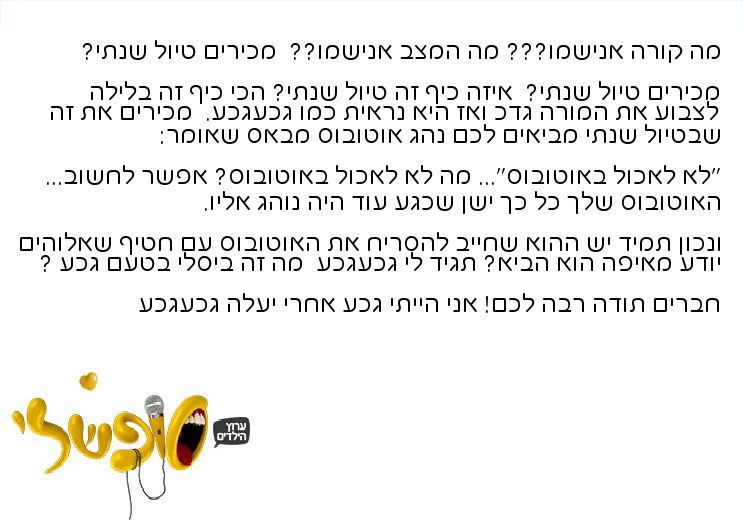 מה קורה אנישמו??? מה המצב אנישמו?? מכירים טיול שנתי?
מכירים טיול שנתי? איזה כיף זה טיול שנתי? הכי כיף זה בלילה
לצבוע את המורה גדכ ואז היא נראית כמו גכעגכע. מכירים את זה
שבטיול שנתי מביאים לכם נהג אוטובוס מבאס שאומר:
"לא לאכול באוטובוס"... מה לא לאכול באוטובוס? אפשר לחשוב...
האוטובוס שלך כל כך ישן שכגע עוד היה נוהג אליו.
ונכון תמיד יש ההוא שחייב להסריח את האוטובוס עם חטיף שאלוהים
יודע מאיפה הוא הביא? תגיד לי גכעגכע מה זה ביסלי בטעם גכע ?
חברים תודה רבה לכם! אני הייתי גכע אחרי יעלה גכעגכע
סופשלי
ערוץ
הילדים